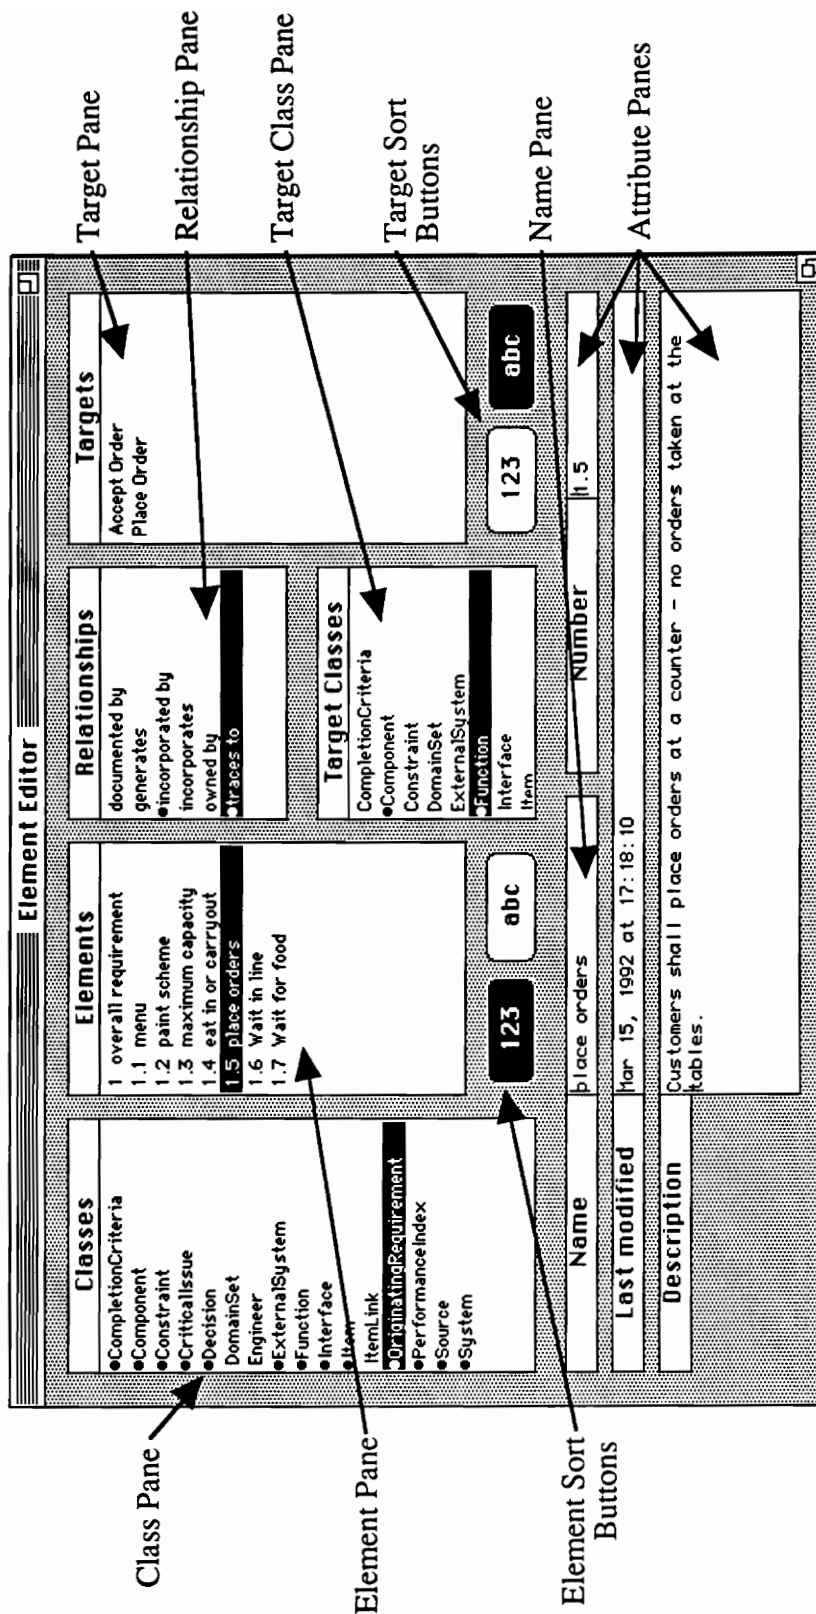 Target Pane
Relationship Pane
Target Class Pane
Target Sort
Buttons
Name Pane
Attribute Panes
Element Editor
Classes
●CompletionCriteria
●Component
●Constraint
●CriticalIssue
●Decision
DomainSet
Engineer
●ExternalSystem
●Function
●Interface
●Item
ItemLink
●OriginatingRequirement
●PerformanceIndex
●Source
●System
Elements
1 overall requirement
1.1 menu
1.2 paint scheme
1.3 maximum capacity
1.4 eat in or carryout
1.5 place orders
1.6 Wait in line
1.7 Wait for food
123
abc
Relationships
documented by
generates
●incorporated by
incorporates
owned by
●traces to
Target Classes
CompletionCriteria
●Component
Constraint
DomainSet
ExternalSystem
●Function
Interface
Item
Targets
Accept Order
Place Order
123
abc
Name
place orders
Number
1.5
Last modified
Mar 15, 1992 at 17:18:10
Description
Customers shall place orders at a counter - no orders taken at the
tables.
Class Pane
Element Pane
Element Sort
Buttons